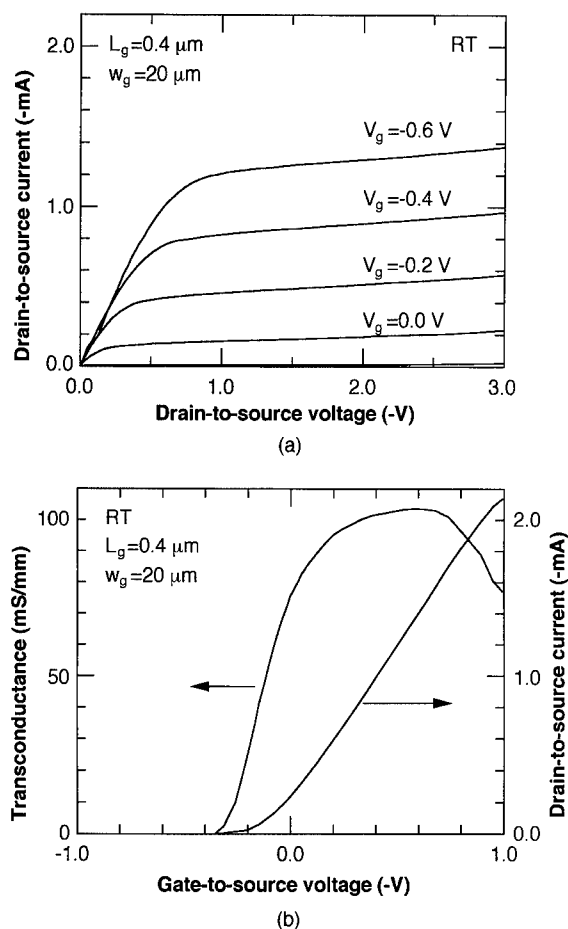 2.0
L_g=0.4 μm
w_g=20 μm
RT
V_g=-0.6 V
1.0
V_g=-0.4 V
V_g=-0.2 V
V_g=0.0 V
0.0
0.0 1.0 2.0 3.0
Drain-to-source current (-mA)
Drain-to-source voltage (-V)
(a)
100
RT
L_g=0.4 μm
w_g=20 μm
2.0
50
1.0
0
0.0
-1.0 0.0 1.0
Transconductance (mS/mm)
Drain-to-source current (-mA)
Gate-to-source voltage (-V)
(b)